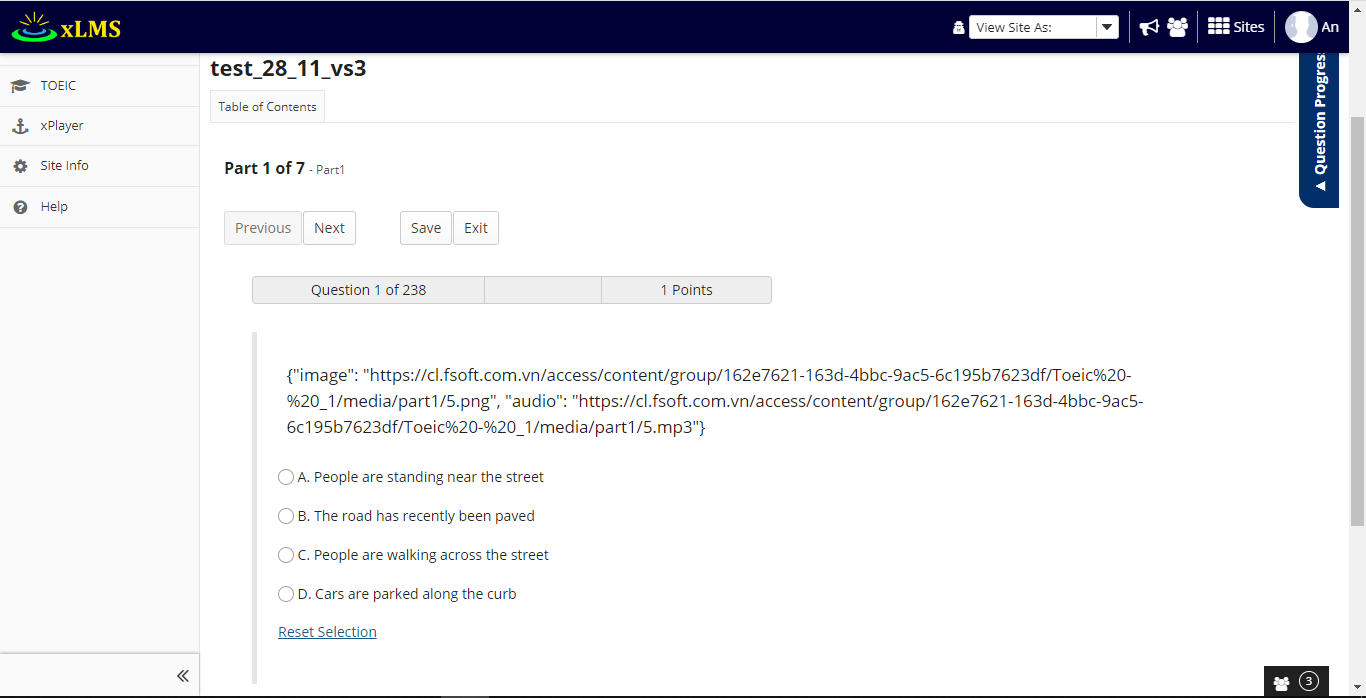 xLMS
View Site As:
Sites
An
TOEIC
xPlayer
Site Info
Help
test_28_11_vs3
Table of Contents
Part 1 of 7 - Part1
Previous Next Save Exit
Question 1 of 238 1 Points
{"image": "https://cl.fsoft.com.vn/access/content/group/162e7621-163d-4bbc-9ac5-6c195b7623df/Toeic%20-
%20_1/media/part1/5.png", "audio": "https://cl.fsoft.com.vn/access/content/group/162e7621-163d-4bbc-9ac5-
6c195b7623df/Toeic%20-%20_1/media/part1/5.mp3"}
A. People are standing near the street
B. The road has recently been paved
C. People are walking across the street
D. Cars are parked along the curb
Reset Selection
Question Progres
3